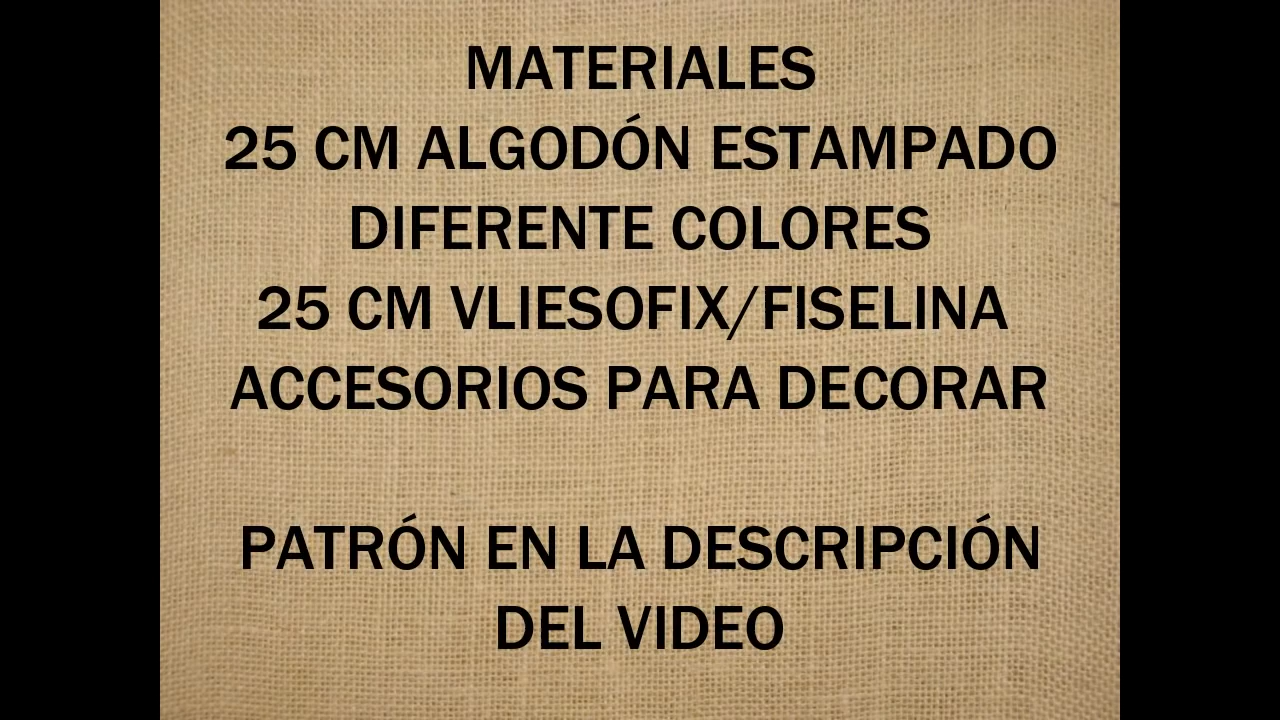 MATERIALES
25 CM ALGODÓN ESTAMPADO
DIFERENTE COLORES
25 CM VLIESOFIX/FISELINA
ACCESORIOS PARA DECORAR
PATRÓN EN LA DESCRIPCIÓN
DEL VIDEO